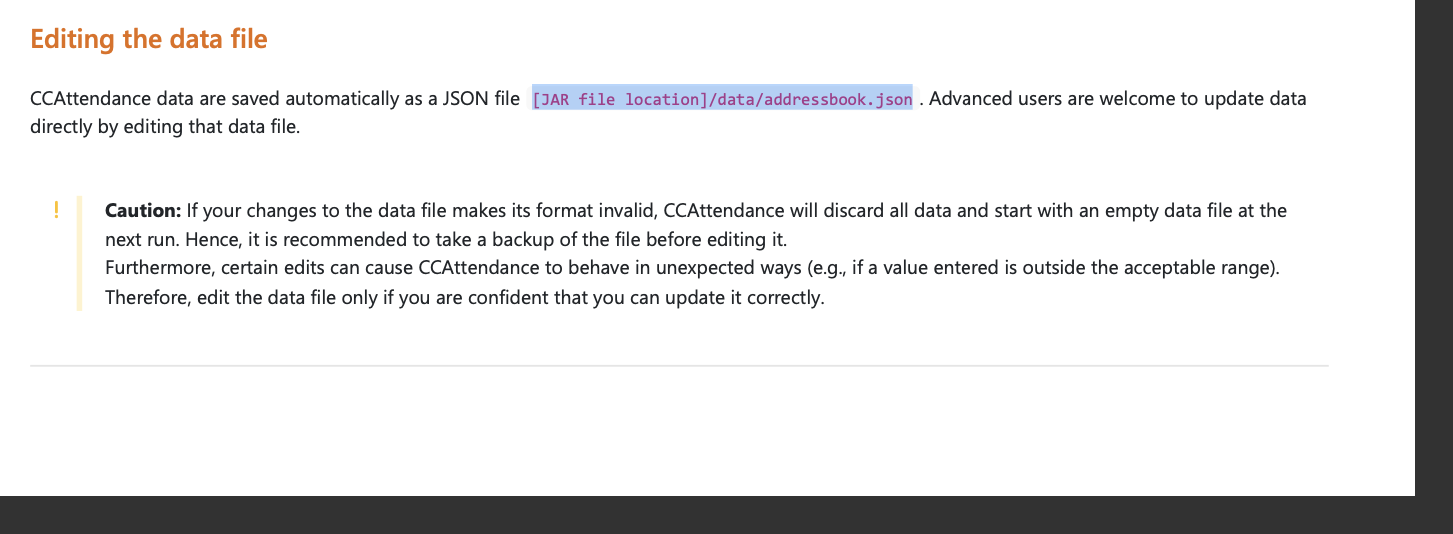 Editing the data file
CCAttendance data are saved automatically as a JSON file [JAR file location]/data/addressbook.json . Advanced users are welcome to update data
directly by editing that data file.
! Caution: If your changes to the data file makes its format invalid, CCAttendance will discard all data and start with an empty data file at the
next run. Hence, it is recommended to take a backup of the file before editing it.
Furthermore, certain edits can cause CCAttendance to behave in unexpected ways (e.g., if a value entered is outside the acceptable range).
Therefore, edit the data file only if you are confident that you can update it correctly.